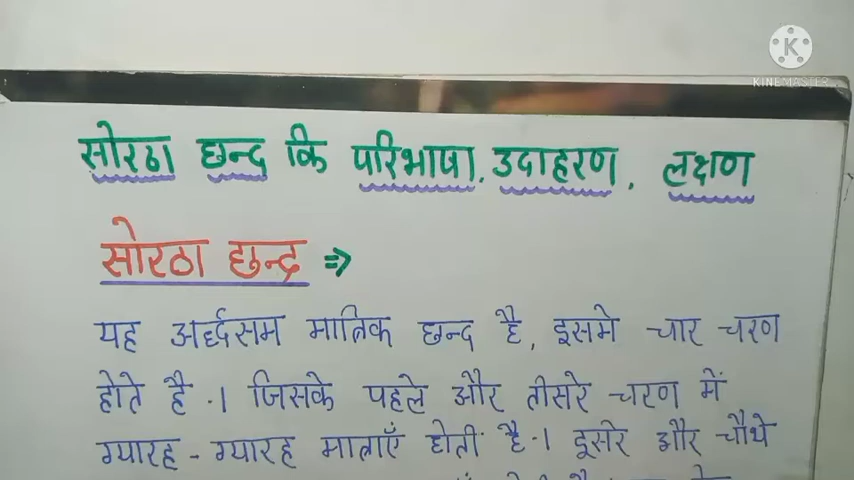 KINEMASTER
सोरठा छन्द कि परिभाषा, उदाहरण, लक्षण
सोरठा छन्द ⇒
यह अर्द्धसम मात्रिक छन्द है, इसमे चार चरण
होते है.। जिसके पहले और तीसरे चरण में
ग्यारह - ग्यारह मात्राएँ होती है.। दूसरे और चौथे